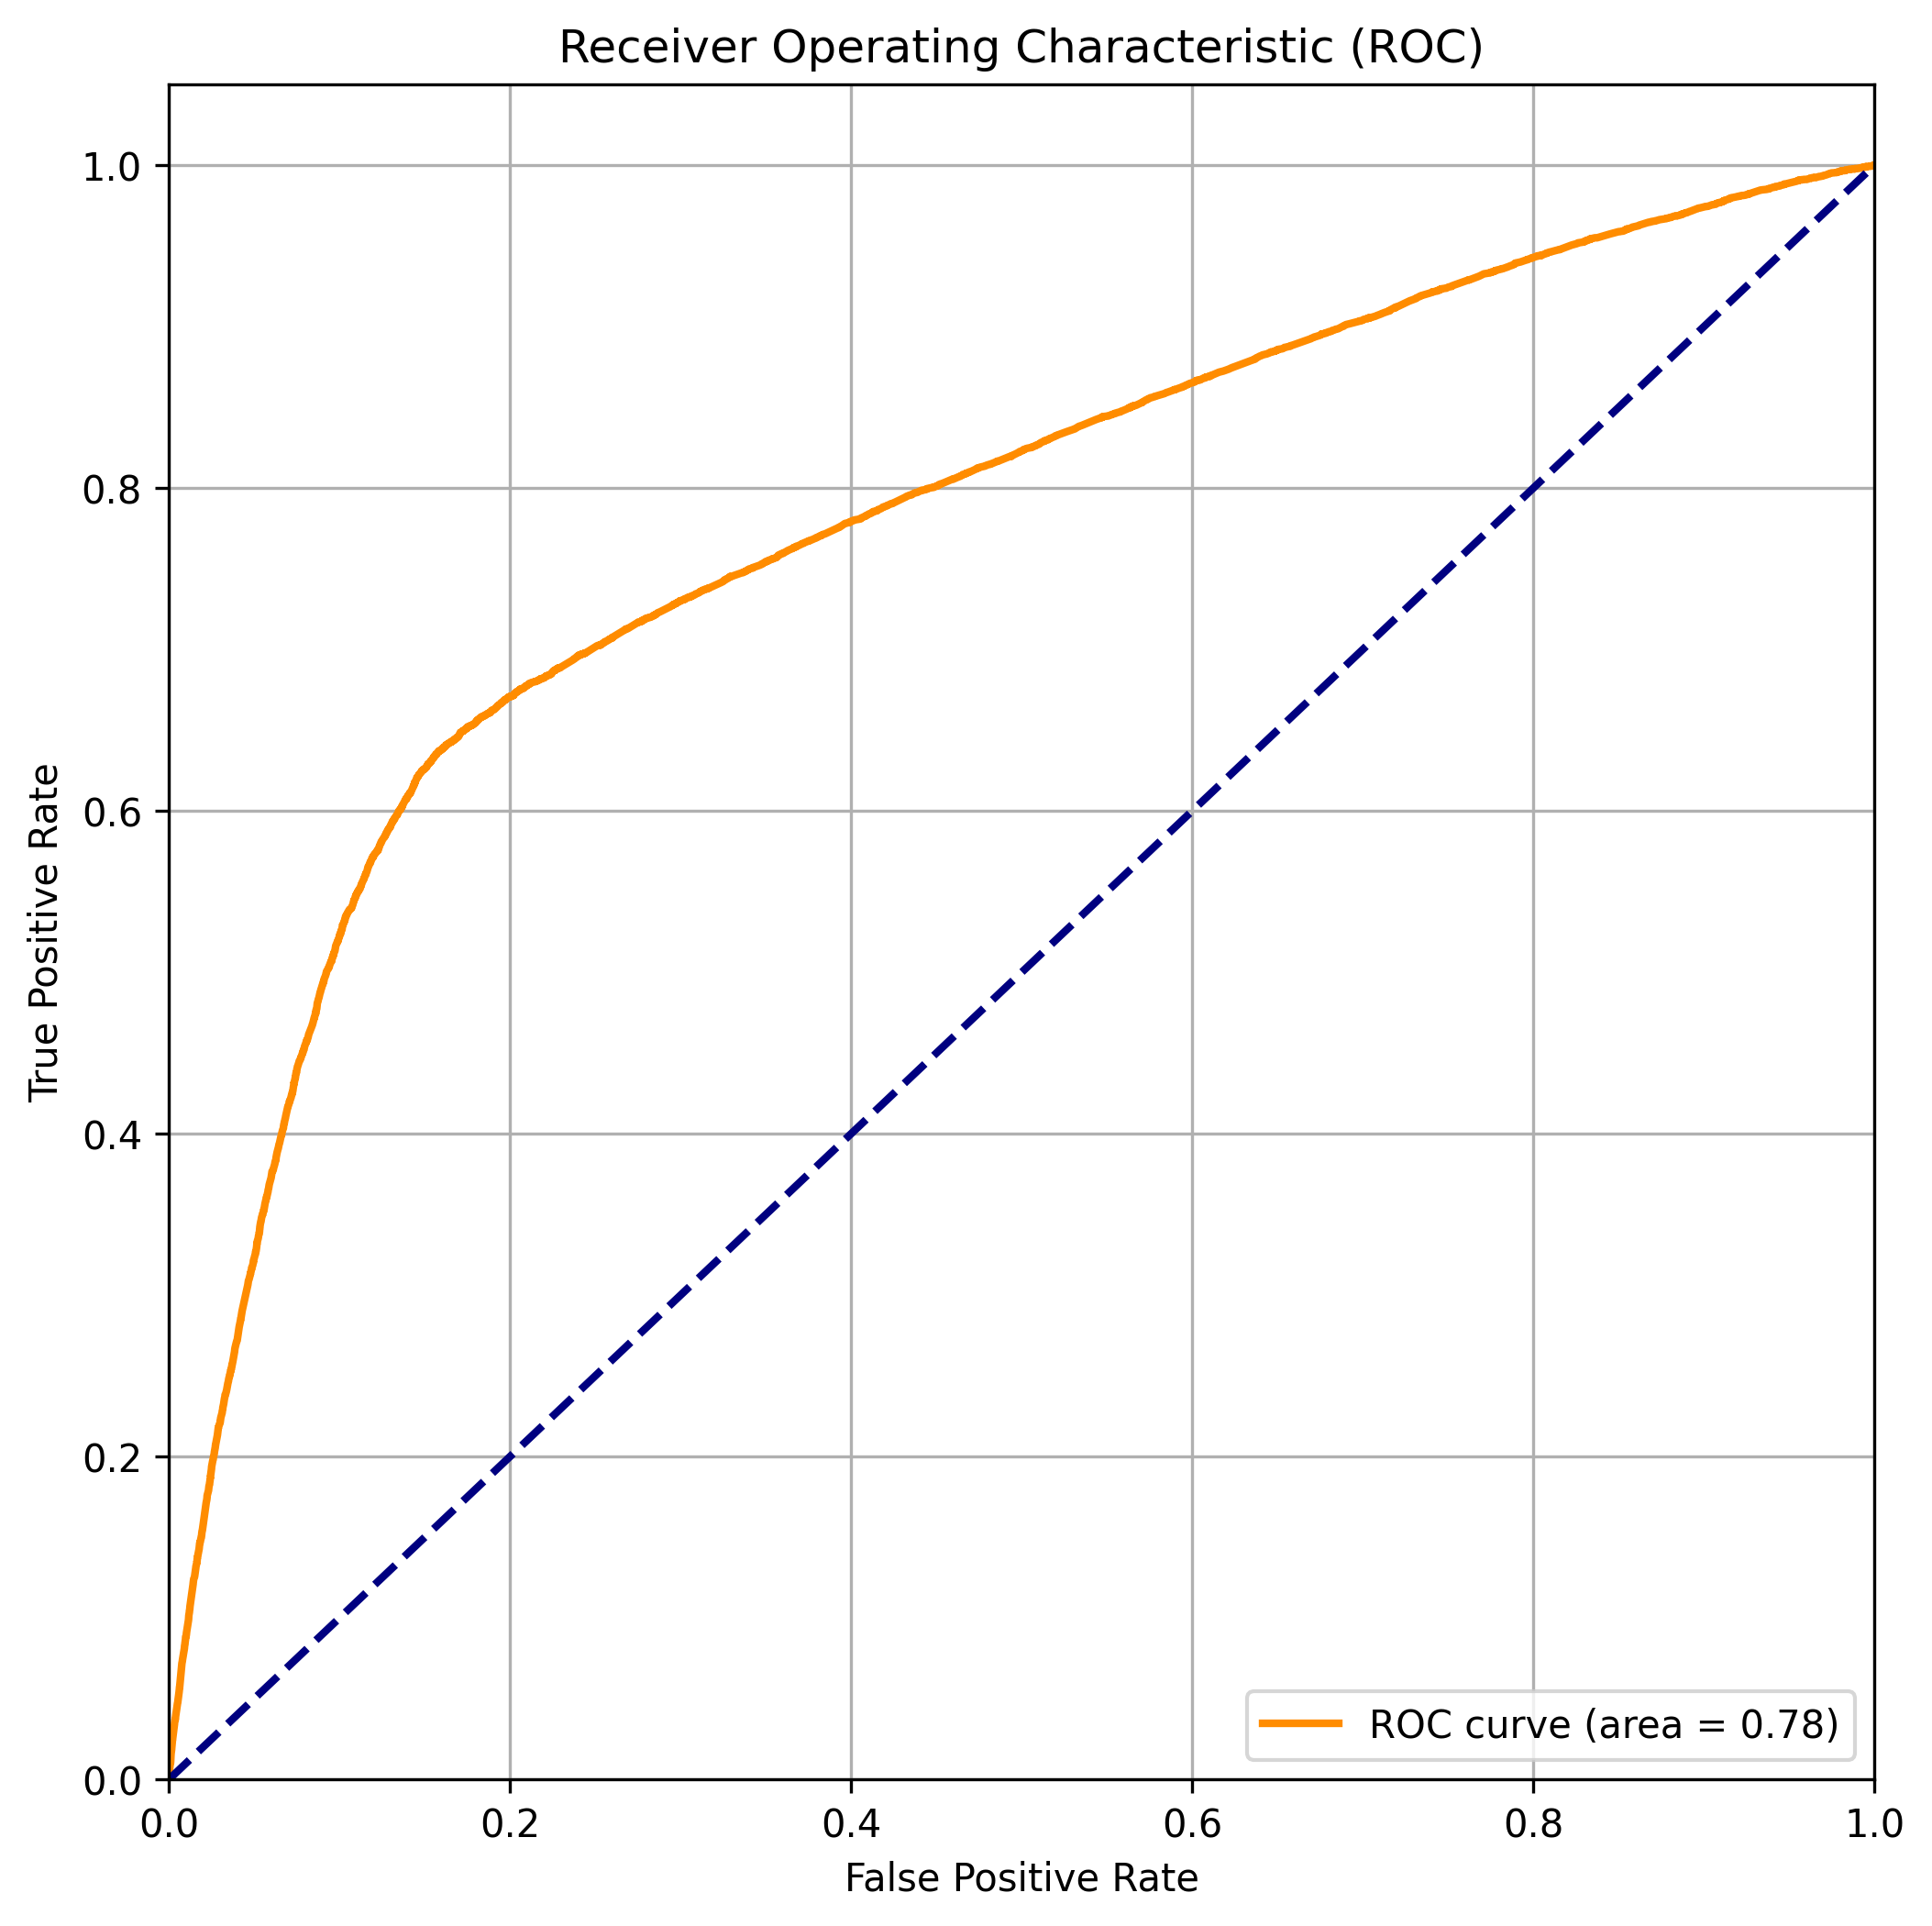 Receiver Operating Characteristic (ROC)
1.0
0.8
0.6
0.4
0.2
0.0
True Positive Rate
ROC curve (area = 0.78)
0.0 0.2 0.4 0.6 0.8 1.0
False Positive Rate